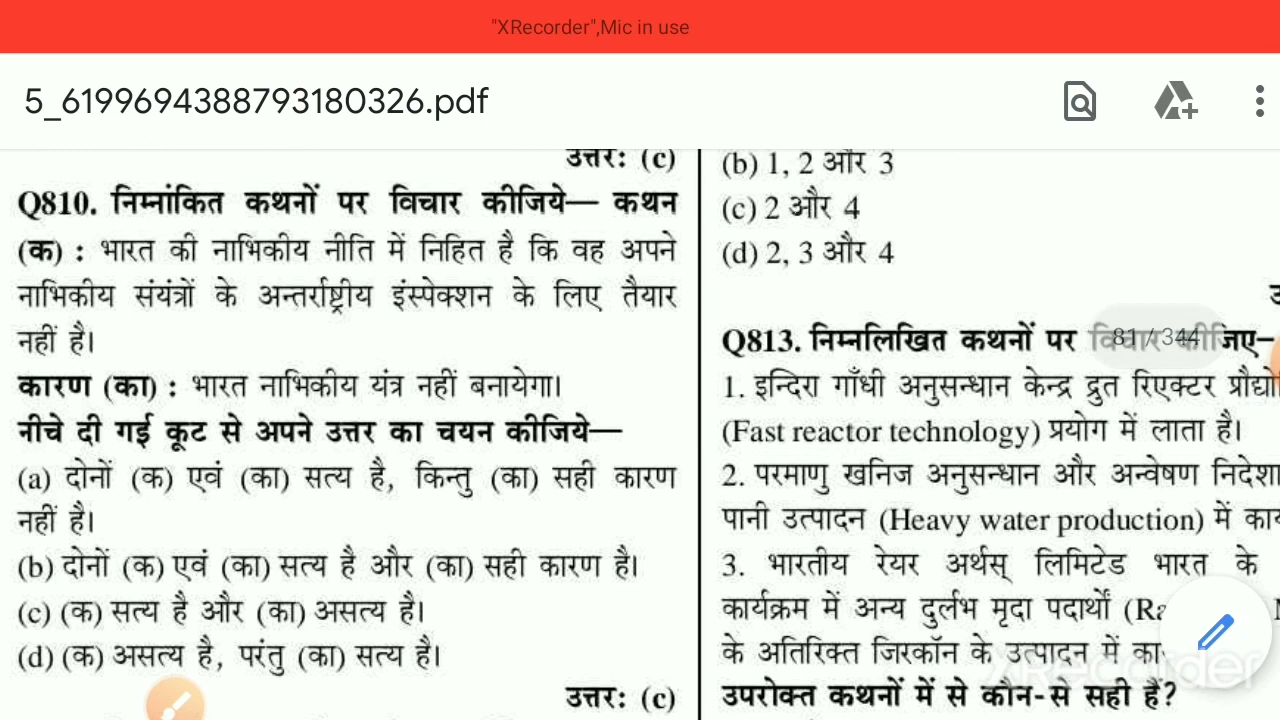 "XRecorder",Mic in use
5_6199694388793180326.pdf
उत्तर: (c)
Q810. निम्नांकित कथनों पर विचार कीजिये— कथन
(क) : भारत की नाभिकीय नीति में निहित है कि वह अपने
नाभिकीय संयंत्रों के अन्तर्राष्ट्रीय इंस्पेक्शन के लिए तैयार
नहीं है।
कारण (का) : भारत नाभिकीय यंत्र नहीं बनायेगा।
नीचे दी गई कूट से अपने उत्तर का चयन कीजिये—
(a) दोनों (क) एवं (का) सत्य है, किन्तु (का) सही कारण
नहीं है।
(b) दोनों (क) एवं (का) सत्य है और (का) सही कारण है।
(c) (क) सत्य है और (का) असत्य है।
(d) (क) असत्य है, परंतु (का) सत्य है।
उत्तर: (c)
(b) 1, 2 और 3
(c) 2 और 4
(d) 2, 3 और 4
Q813. निम्नलिखित कथनों पर विचार कीजिए—
81 / 344
1. इन्दिरा गाँधी अनुसन्धान केन्द्र द्रुत रिएक्टर
(Fast reactor technology) प्रयोग में लाता है।
2. परमाणु खनिज अनुसन्धान और अन्वेषण
पानी उत्पादन (Heavy water production) में
3. भारतीय रेयर अर्थस् लिमिटेड भारत के
कार्यक्रम में अन्य दुर्लभ मृदा पदार्थों
के अतिरिक्त जिरकॉन के उत्पादन में
उपरोक्त कथनों में से कौन-से सही हैं?
XRecorder